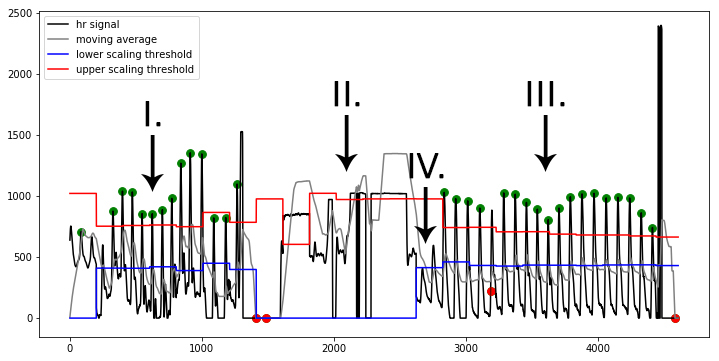 2500
2000
1500
1000
500
0
hr signal
moving average
lower scaling threshold
upper scaling threshold
I.
II.
III.
IV.
0
1000
2000
3000
4000